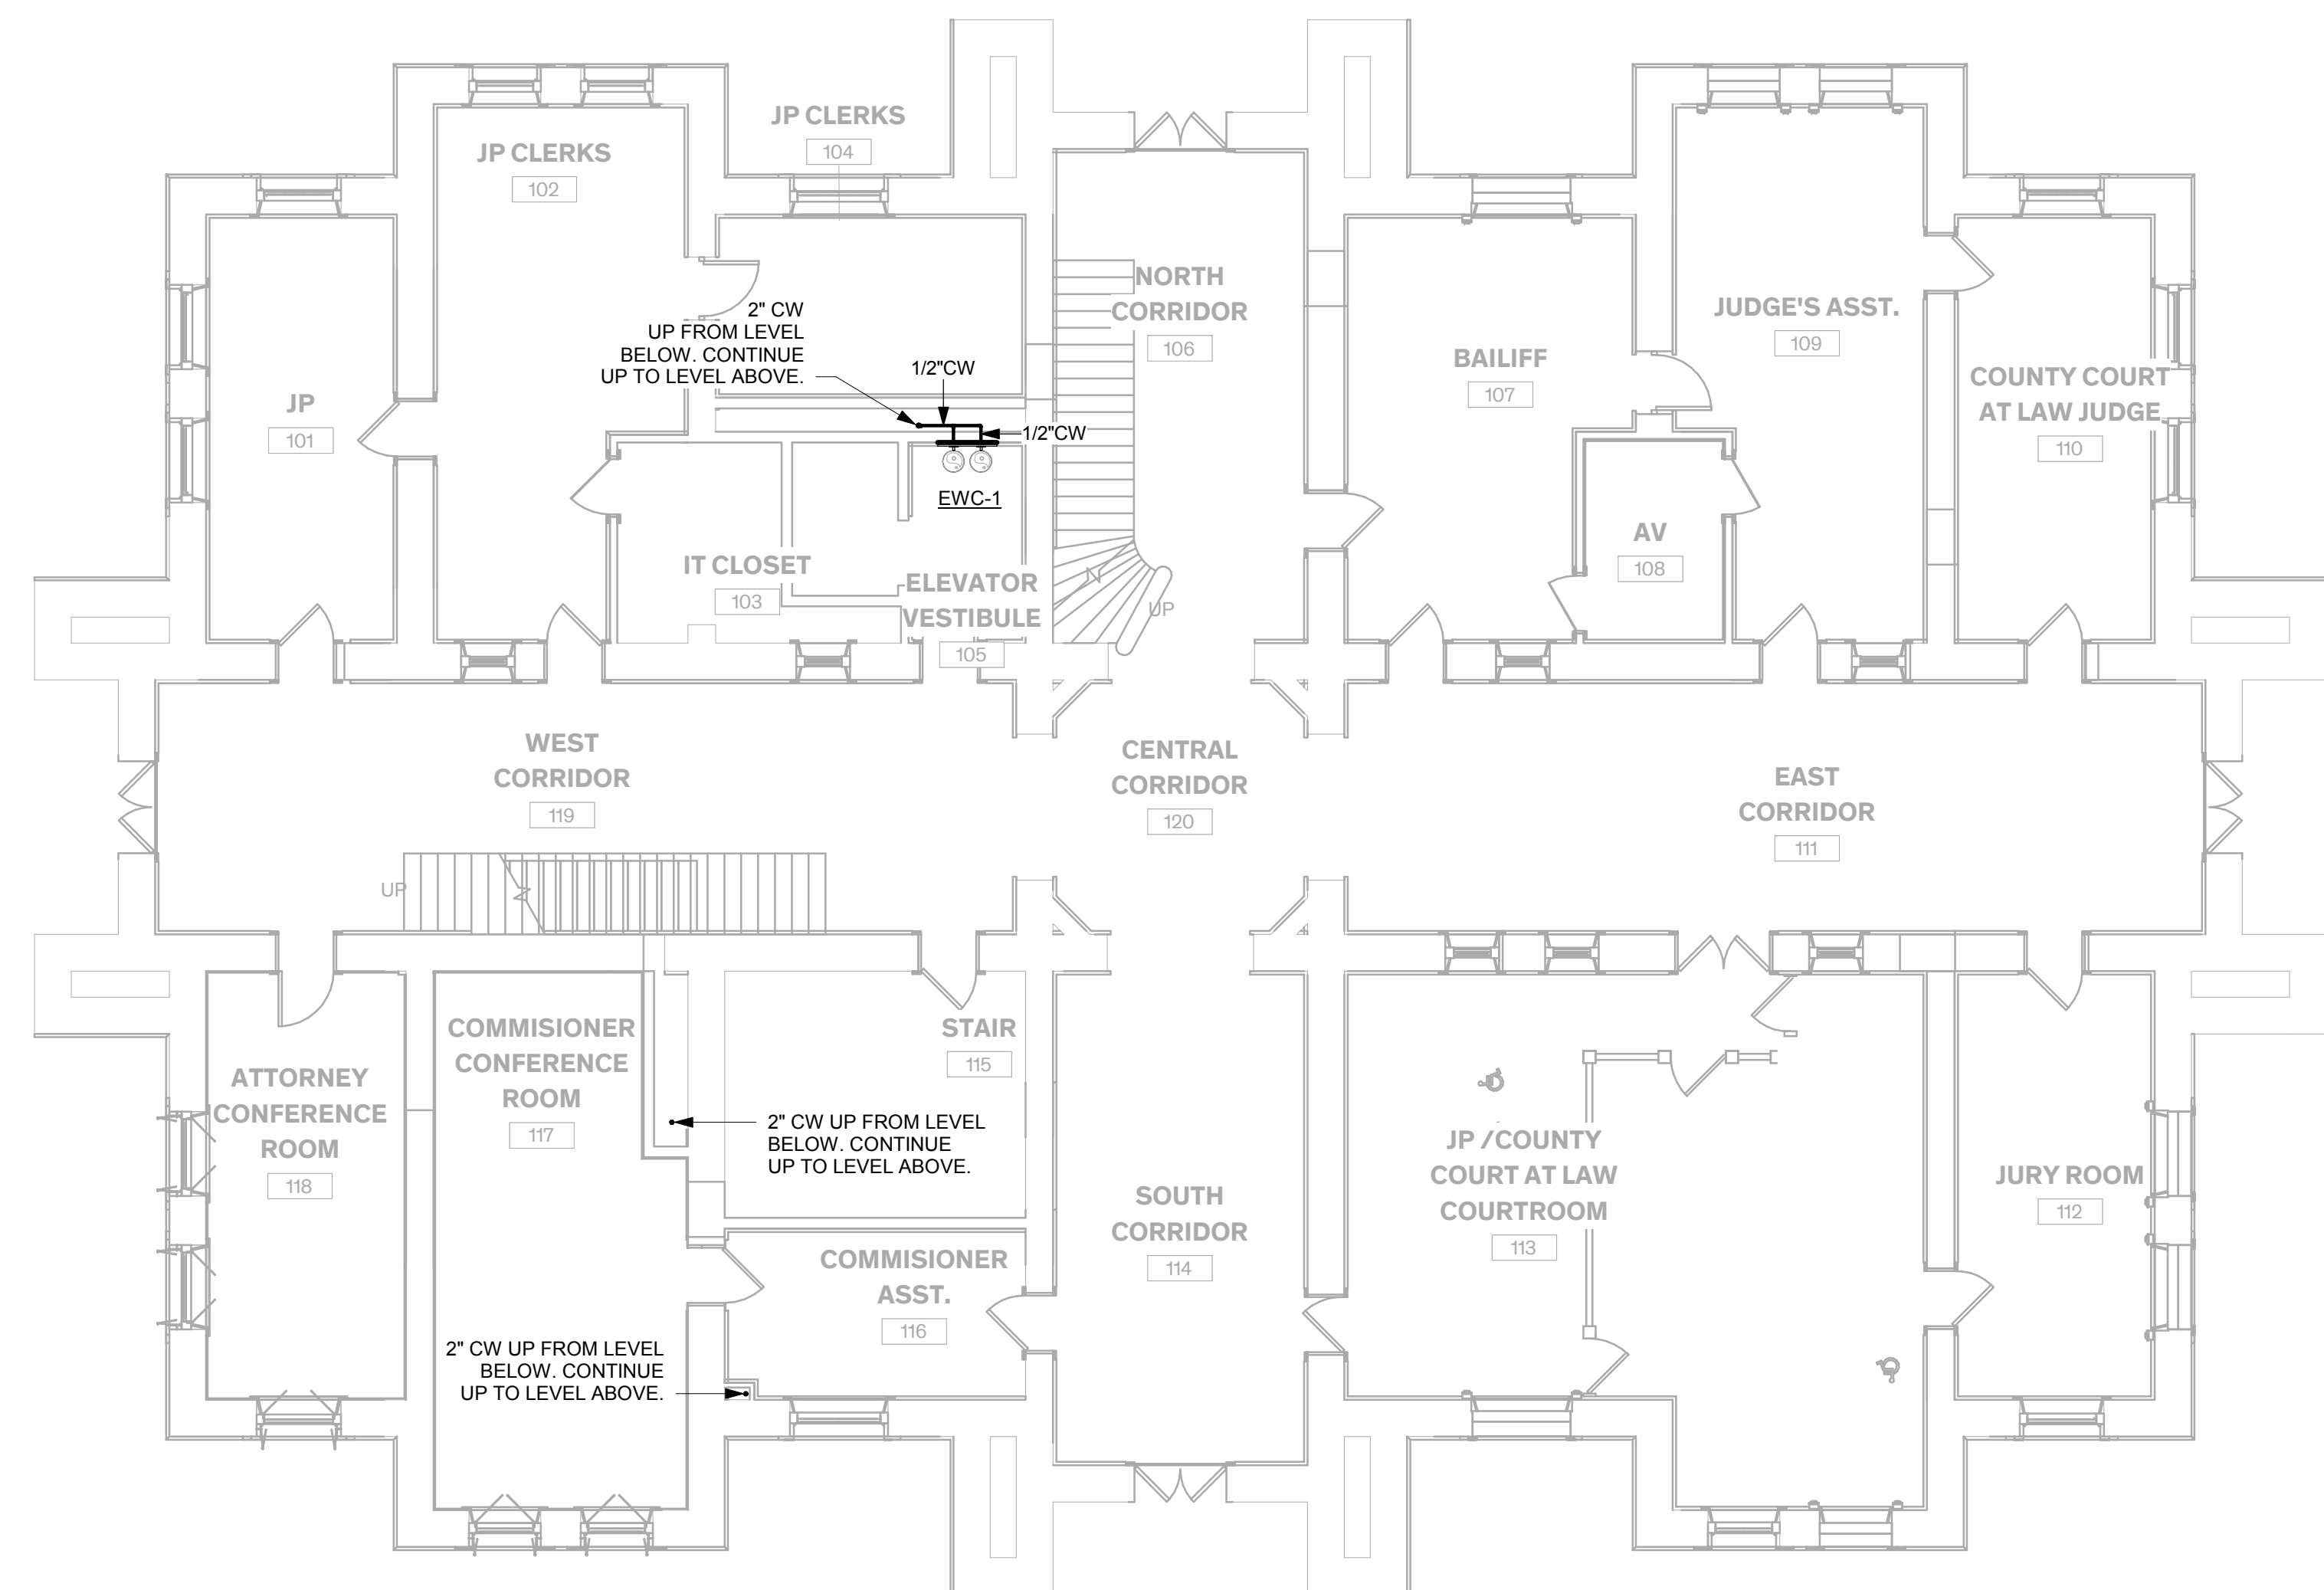 JP CLERKS
104
JP CLERKS
102
NORTH
CORRIDOR
106
JUDGE'S ASST.
109
2" CW
UP FROM LEVEL
BELOW. CONTINUE
UP TO LEVEL ABOVE.
1/2"CW
1/2"CW
EWC-1
BAILIFF
107
COUNTY COURT
AT LAW JUDGE
110
JP
101
AV
108
IT CLOSET
103
ELEVATOR
VESTIBULE
105
UP
WEST
CORRIDOR
119
CENTRAL
CORRIDOR
120
EAST
CORRIDOR
111
UP
COMMISIONER
CONFERENCE
ROOM
117
STAIR
115
ATTORNEY
CONFERENCE
ROOM
118
2" CW UP FROM LEVEL
BELOW. CONTINUE
UP TO LEVEL ABOVE.
JP /COUNTY
COURT AT LAW
COURTROOM
113
JURY ROOM
112
SOUTH
CORRIDOR
114
COMMISIONER
ASST.
116
2" CW UP FROM LEVEL
BELOW. CONTINUE
UP TO LEVEL ABOVE.